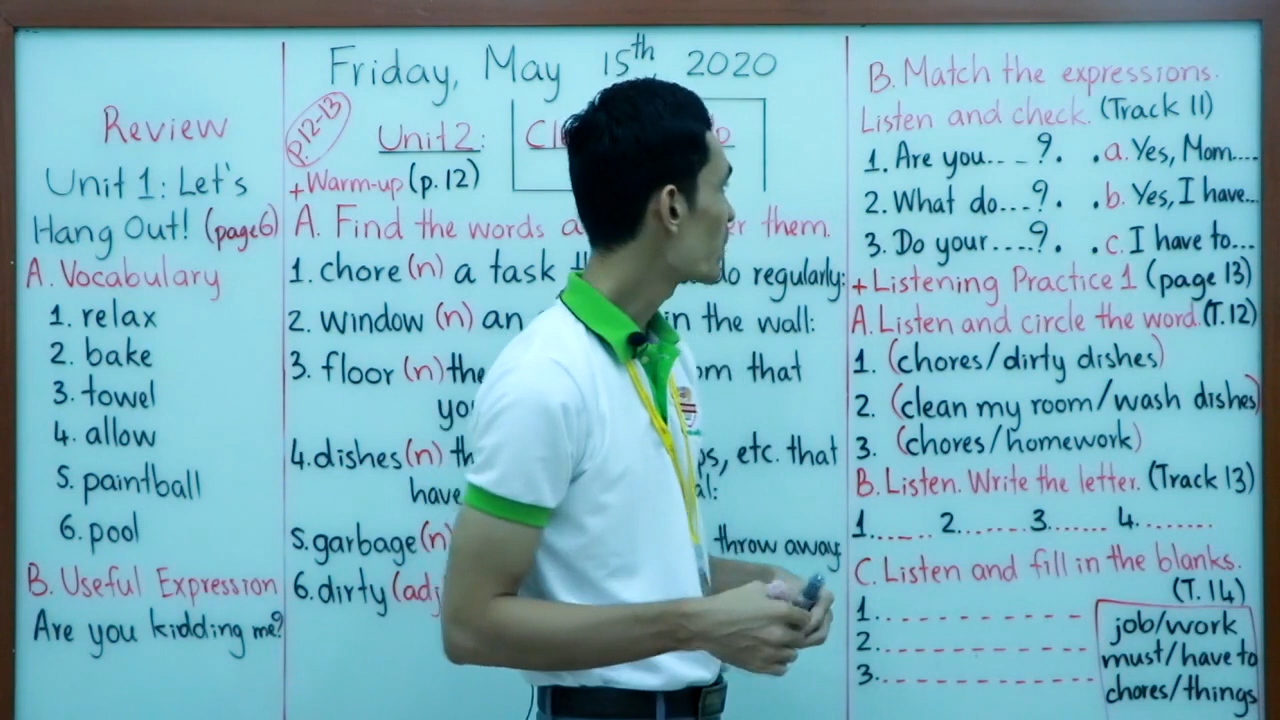 Review
Unit 1: Let's
Hang Out! (page 6)
A. Vocabulary
1. relax
2. bake
3. towel
4. allow
5. paintball
6. pool
B. Useful Expression
Are you kidding me?
Friday, May 15th 2020
p.12-13
Unit 2:
+Warm-up (p. 12)
A. Find the words er them.
1. chore (n) a task do regularly:
2. window (n) an in the wall:
3. floor (n) the that
you
4. dishes (n) etc. that
have
5. garbage (n) throw away:
6. dirty (adj
B. Match the expressions.
Listen and check. (Track 11)
1. Are you....?. .a. Yes, Mom....
2. What do....?. .b. Yes, I have...
3. Do your....?. .c. I have to...
+Listening Practice 1 (page 13)
A. Listen and circle the word. (T.12)
1. (chores/dirty dishes)
2. (clean my room/wash dishes)
3. (chores/homework)
B. Listen. Write the letter. (Track 13)
1...... 2....... 3....... 4........
C. Listen and fill in the blanks.
(T.14)
1.
2.
3.
job/work
must/have to
chores/things